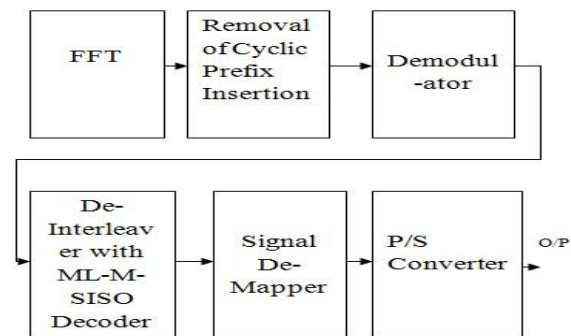 FFT
Removal
of Cyclic
Prefix
Insertion
Demodul
-ator
De-
Interleav
er with
ML-M-
SISO
Decoder
Signal
De-
Mapper
P/S
Converter
O/P